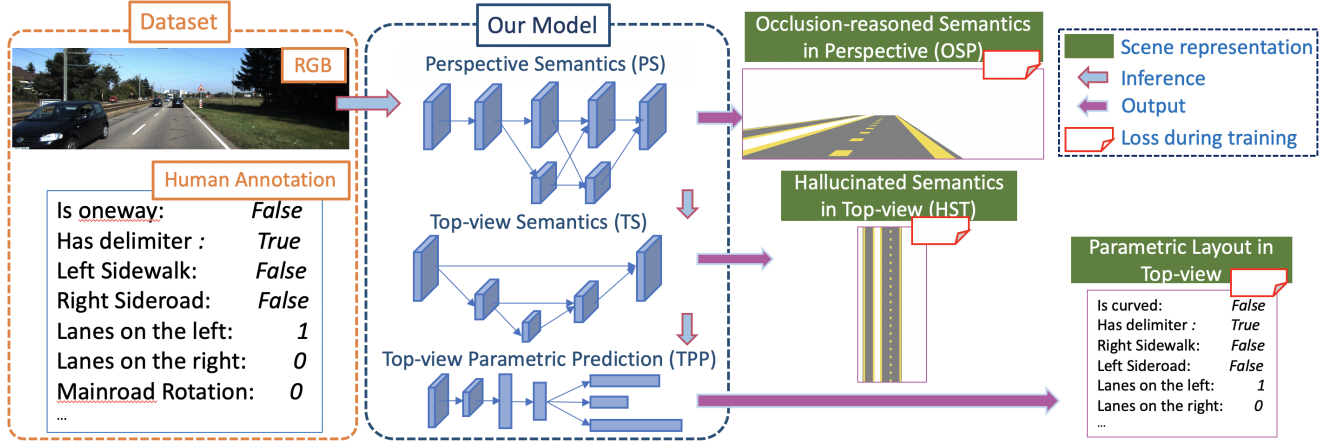 Dataset
RGB
Human Annotation
Is oneway: False
Has delimiter : True
Left Sidewalk: False
Right Sideroad: False
Lanes on the left: 1
Lanes on the right: 0
Mainroad Rotation: 0
...
Our Model
Perspective Semantics (PS)
Top-view Semantics (TS)
Top-view Parametric Prediction (TPP)
Occlusion-reasoned Semantics
in Perspective (OSP)
Hallucinated Semantics
in Top-view (HST)
Parametric Layout in
Top-view
Is curved: False
Has delimiter : True
Right Sidewalk: False
Left Sideroad: False
Lanes on the left: 1
Lanes on the right: 0
...
Scene representation
Inference
Output
Loss during training